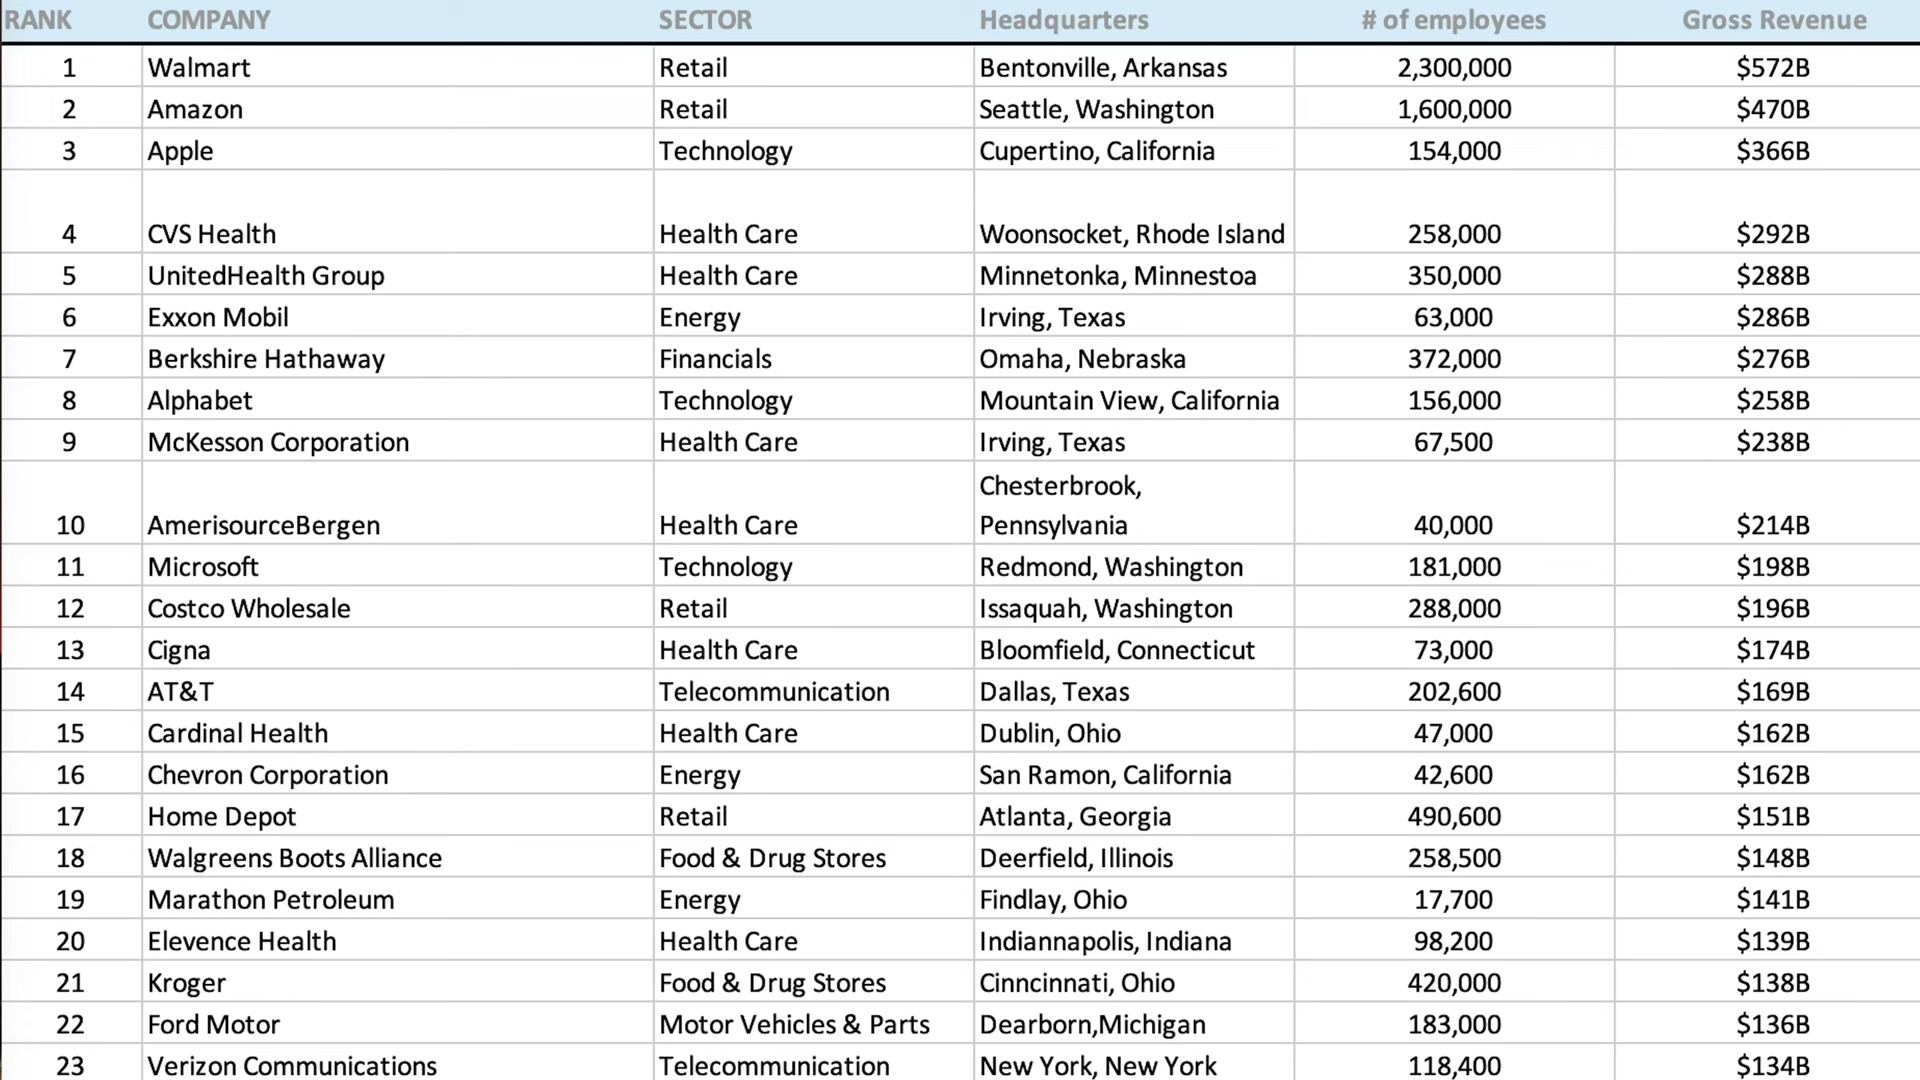 RANK COMPANY SECTOR Headquarters # of employees Gross Revenue
1 Walmart Retail Bentonville, Arkansas 2,300,000 $572B
2 Amazon Retail Seattle, Washington 1,600,000 $470B
3 Apple Technology Cupertino, California 154,000 $366B
4 CVS Health Health Care Woonsocket, Rhode Island 258,000 $292B
5 UnitedHealth Group Health Care Minnetonka, Minnestoa 350,000 $288B
6 Exxon Mobil Energy Irving, Texas 63,000 $286B
7 Berkshire Hathaway Financials Omaha, Nebraska 372,000 $276B
8 Alphabet Technology Mountain View, California 156,000 $258B
9 McKesson Corporation Health Care Irving, Texas 67,500 $238B
Chesterbrook,
10 AmerisourceBergen Health Care Pennsylvania 40,000 $214B
11 Microsoft Technology Redmond, Washington 181,000 $198B
12 Costco Wholesale Retail Issaquah, Washington 288,000 $196B
13 Cigna Health Care Bloomfield, Connecticut 73,000 $174B
14 AT&T Telecommunication Dallas, Texas 202,600 $169B
15 Cardinal Health Health Care Dublin, Ohio 47,000 $162B
16 Chevron Corporation Energy San Ramon, California 42,600 $162B
17 Home Depot Retail Atlanta, Georgia 490,600 $151B
18 Walgreens Boots Alliance Food & Drug Stores Deerfield, Illinois 258,500 $148B
19 Marathon Petroleum Energy Findlay, Ohio 17,700 $141B
20 Elevence Health Health Care Indiannapolis, Indiana 98,200 $139B
21 Kroger Food & Drug Stores Cinncinnati, Ohio 420,000 $138B
22 Ford Motor Motor Vehicles & Parts Dearborn,Michigan 183,000 $136B
23 Verizon Communications Telecommunication New York, New York 118,400 $134B